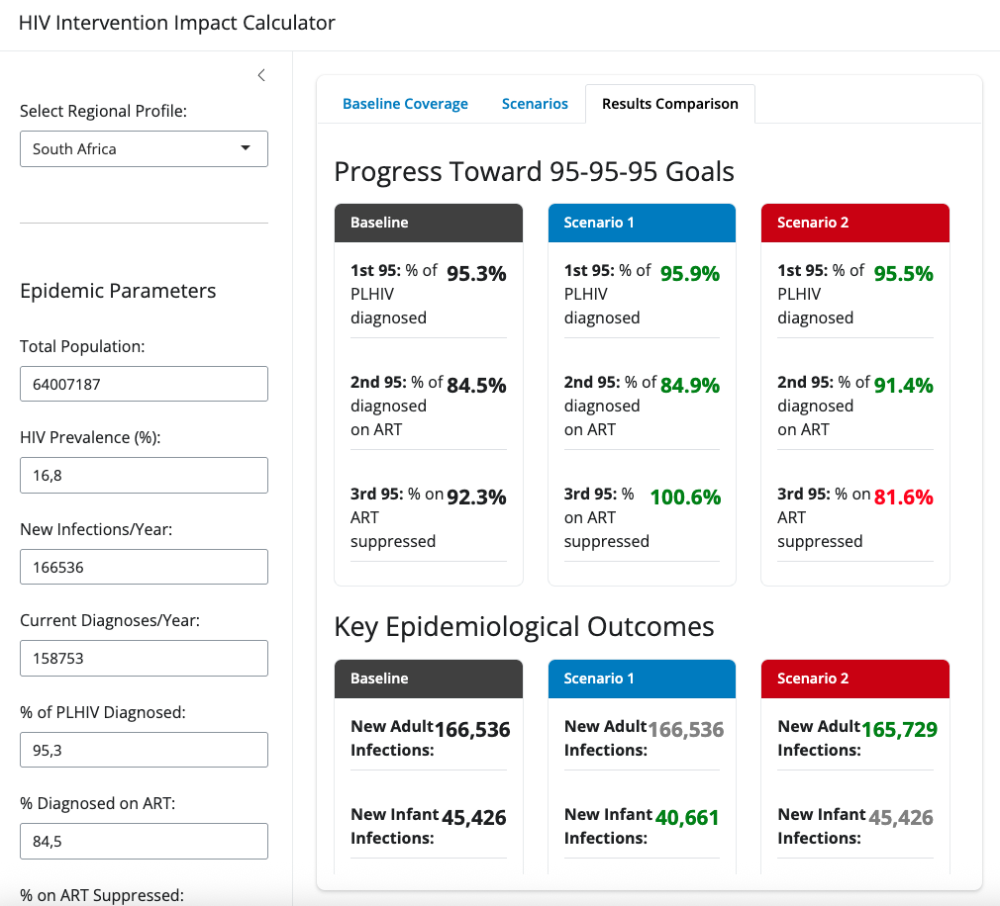 HIV Intervention Impact Calculator
Select Regional Profile:
South Africa
Epidemic Parameters
Total Population:
64007187
HIV Prevalence (%):
16,8
New Infections/Year:
166536
Current Diagnoses/Year:
158753
% of PLHIV Diagnosed:
95,3
% Diagnosed on ART:
84,5
% on ART Suppressed:
Baseline Coverage
Scenarios
Results Comparison
Progress Toward 95-95-95 Goals
Baseline
1st 95: % of 95.3%
PLHIV
diagnosed
2nd 95: % of 84.5%
diagnosed
on ART
3rd 95: % on 92.3%
ART
suppressed
Scenario 1
1st 95: % of 95.9%
PLHIV
diagnosed
2nd 95: % of 84.9%
diagnosed
on ART
3rd 95: % 100.6%
on ART
suppressed
Scenario 2
1st 95: % of 95.5%
PLHIV
diagnosed
2nd 95: % of 91.4%
diagnosed
on ART
3rd 95: % on 81.6%
ART
suppressed
Key Epidemiological Outcomes
Baseline
New Adult 166,536
Infections:
New Infant 45,426
Infections:
Scenario 1
New Adult 166,536
Infections:
New Infant 40,661
Infections:
Scenario 2
New Adult 165,729
Infections:
New Infant 45,426
Infections: